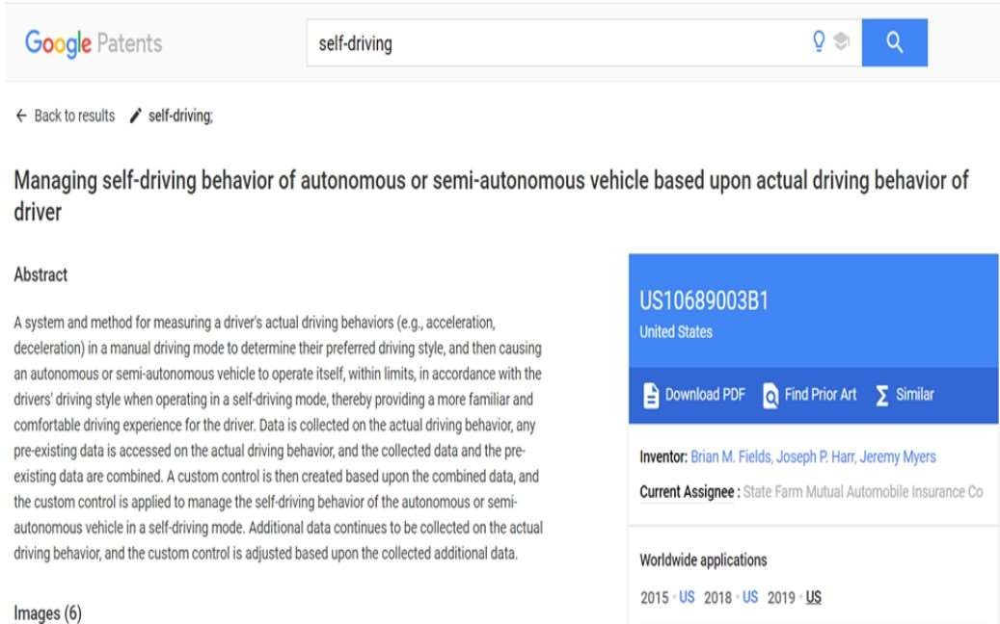 Google Patents
self-driving
Back to results self-driving;
Managing self-driving behavior of autonomous or semi-autonomous vehicle based upon actual driving behavior of
driver
Abstract
A system and method for measuring a driver's actual driving behaviors (e.g., acceleration,
deceleration) in a manual driving mode to determine their preferred driving style, and then causing
an autonomous or semi-autonomous vehicle to operate itself, within limits, in accordance with the
drivers' driving style when operating in a self-driving mode, thereby providing a more familiar and
comfortable driving experience for the driver. Data is collected on the actual driving behavior, any
pre-existing data is accessed on the actual driving behavior, and the collected data and the pre-
existing data are combined. A custom control is then created based upon the combined data, and
the custom control is applied to manage the self-driving behavior of the autonomous or semi-
autonomous vehicle in a self-driving mode. Additional data continues to be collected on the actual
driving behavior, and the custom control is adjusted based upon the collected additional data.
Images (6)
US10689003B1
United States
Download PDF Find Prior Art Similar
Inventor: Brian M. Fields, Joseph P. Harr, Jeremy Myers
Current Assignee : State Farm Mutual Automobile Insurance Co
Worldwide applications
2015 · US 2018 · US 2019 · US